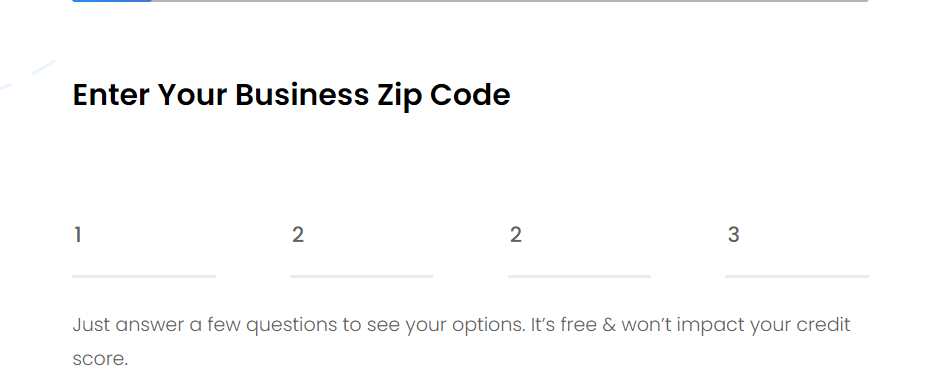 Enter Your Business Zip Code
1 2 2 3
Just answer a few questions to see your options. It’s free & won’t impact your credit
score.